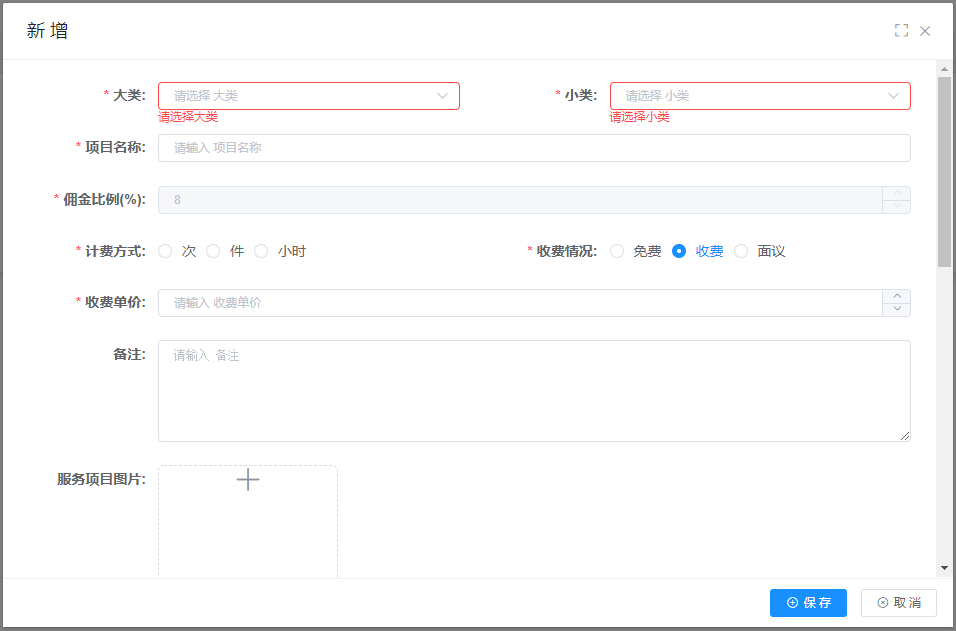 新 增
* 大类: 请选择 大类 * 小类: 请选择 小类
请选择大类 请选择小类
* 项目名称: 请输入 项目名称
* 佣金比例(%): 8
* 计费方式: 次 件 小时 * 收费情况: 免费 收费 面议
* 收费单价: 请输入 收费单价
备注: 请输入 备注
服务项目图片:
保 存 取 消